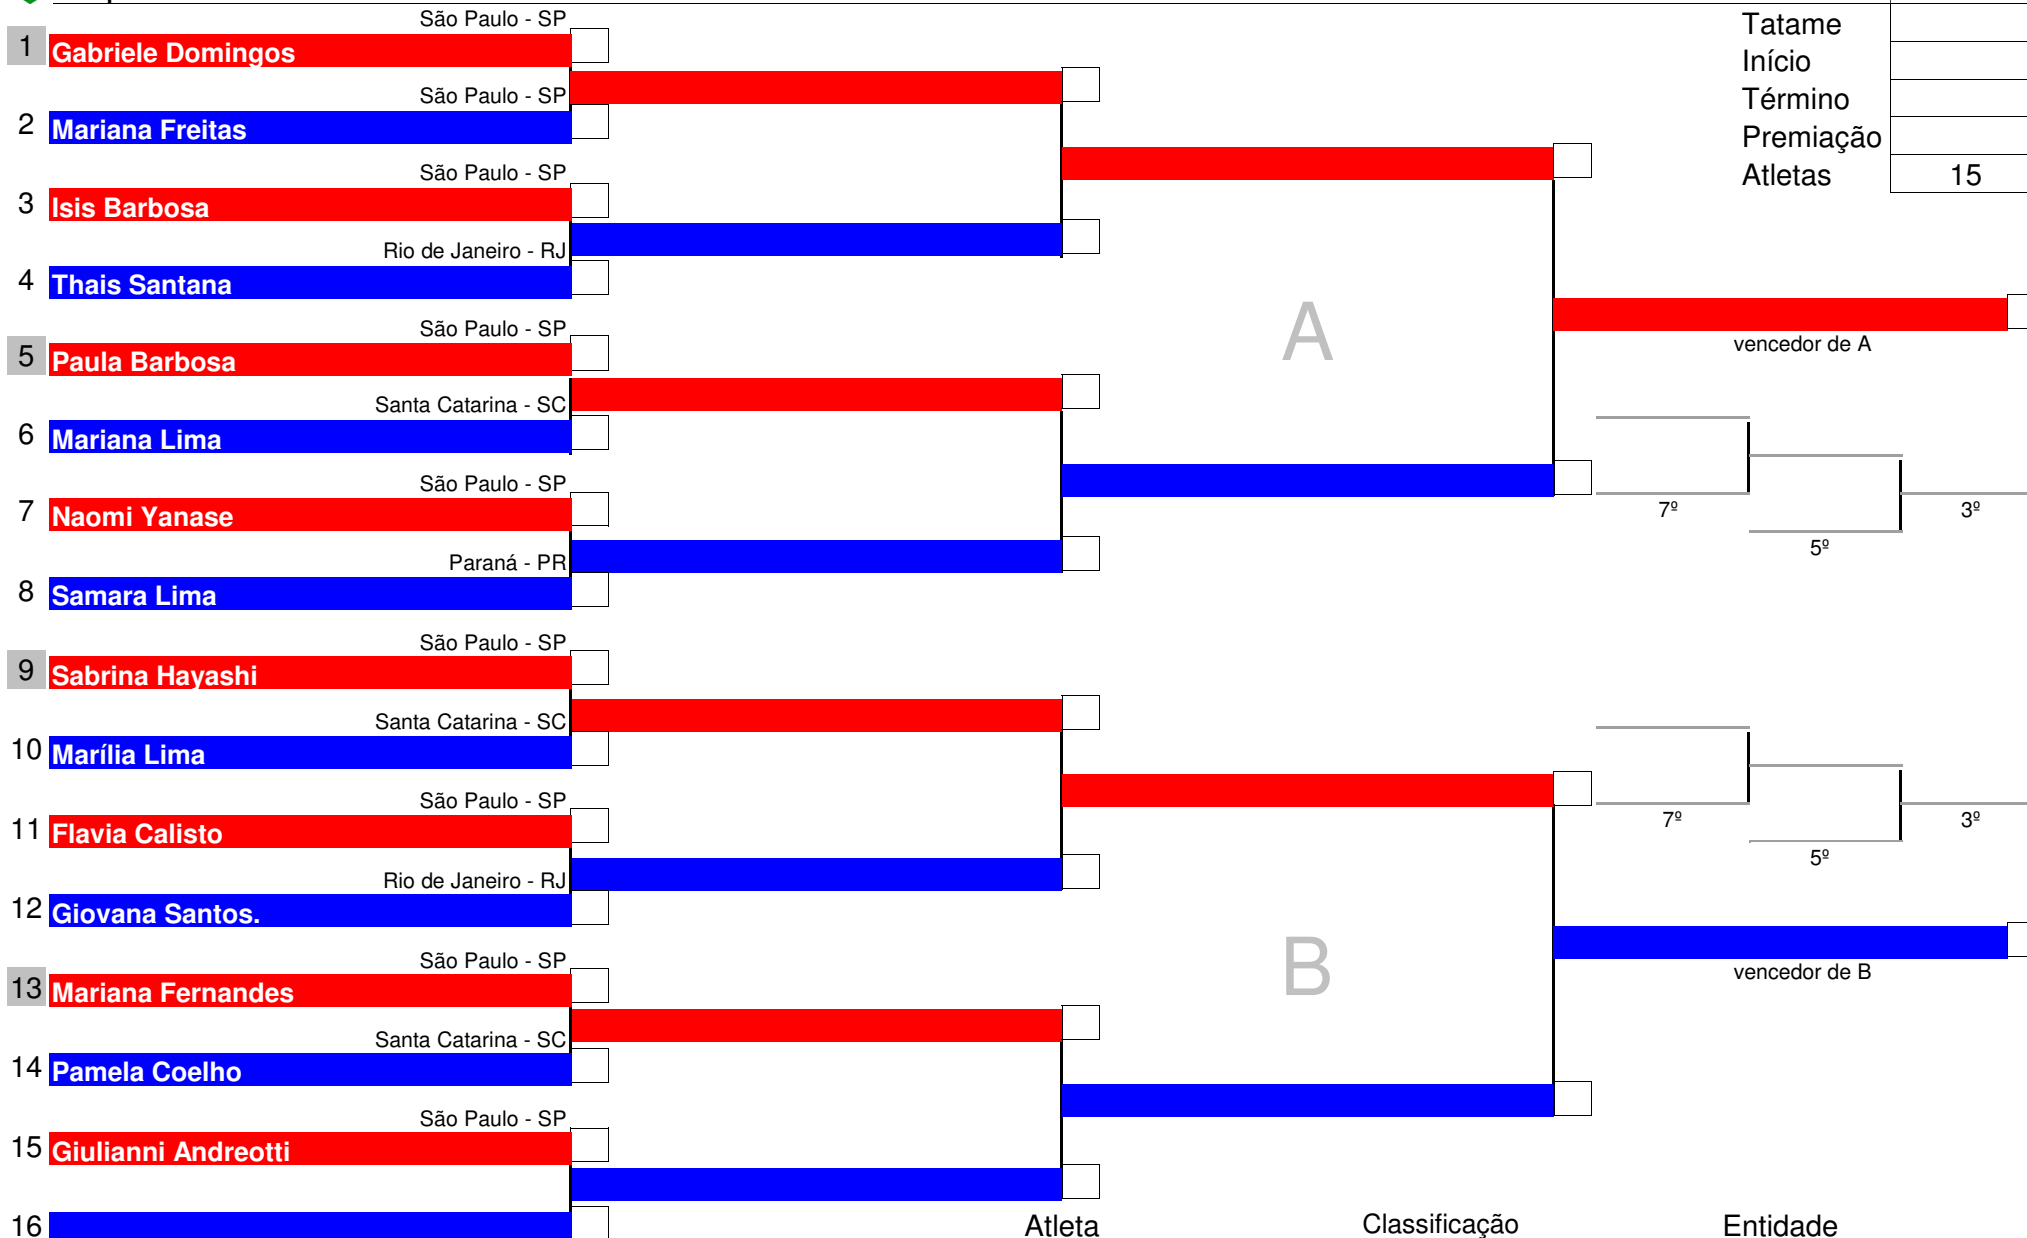 São Paulo - SP
1 Gabriele Domingos
São Paulo - SP
2 Mariana Freitas
São Paulo - SP
3 Isis Barbosa
Rio de Janeiro - RJ
4 Thais Santana
São Paulo - SP
5 Paula Barbosa
Santa Catarina - SC
6 Mariana Lima
São Paulo - SP
7 Naomi Yanase
Paraná - PR
8 Samara Lima
São Paulo - SP
9 Sabrina Hayashi
Santa Catarina - SC
10 Marília Lima
São Paulo - SP
11 Flavia Calisto
Rio de Janeiro - RJ
12 Giovana Santos.
São Paulo - SP
13 Mariana Fernandes
Santa Catarina - SC
14 Pamela Coelho
São Paulo - SP
15 Giulianni Andreotti
16
A
B
Tatame
Início
Término
Premiação
Atletas 15
vencedor de A
7º
3º
5º
7º
3º
5º
vencedor de B
Atleta Classificação Entidade